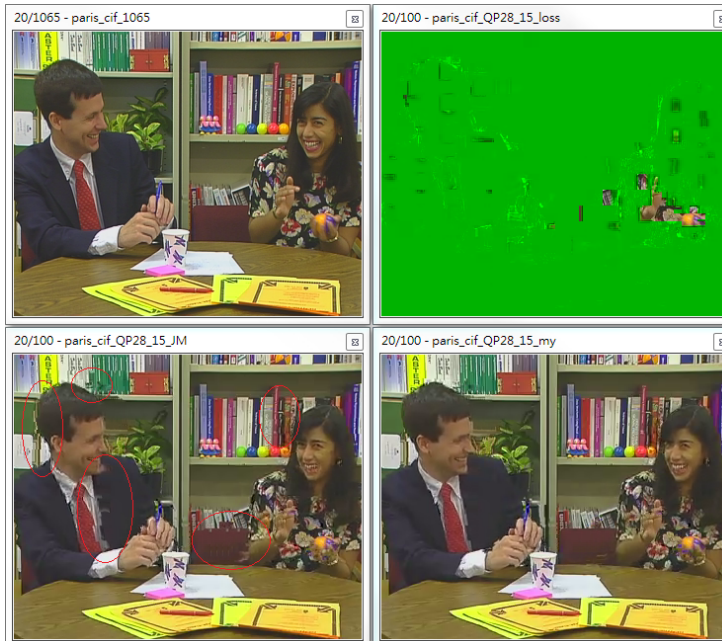 20/1065 - paris_cif_1065
20/100 - paris_cif_QP28_15_loss
20/100 - paris_cif_QP28_15_JM
20/100 - paris_cif_QP28_15_my